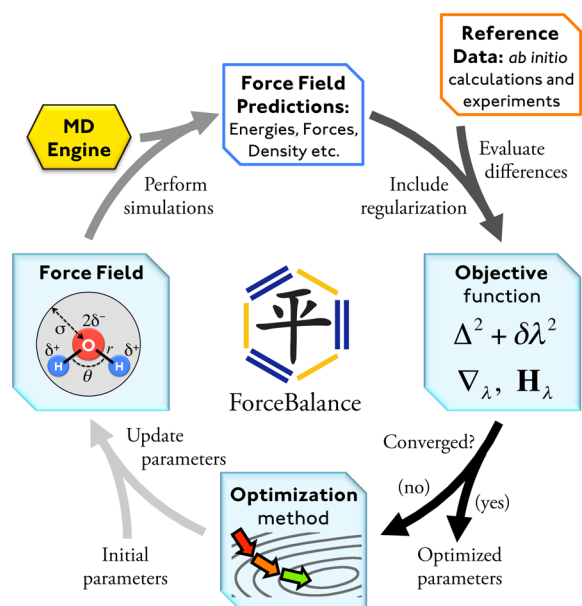 Reference
Data: ab initio
calculations and
experiments
Force Field
Predictions:
Energies, Forces,
Density etc.
MD
Engine
Perform
simulations
Include
regularization
Evaluate
differences
Force Field
σ
2δ⁻
δ⁺
O
r
δ⁺
H
θ
H
平
ForceBalance
Objective
function
Δ² + δλ²
∇λ, Hλ
Converged?
(no)
(yes)
Update
parameters
Optimization
method
Initial
parameters
Optimized
parameters